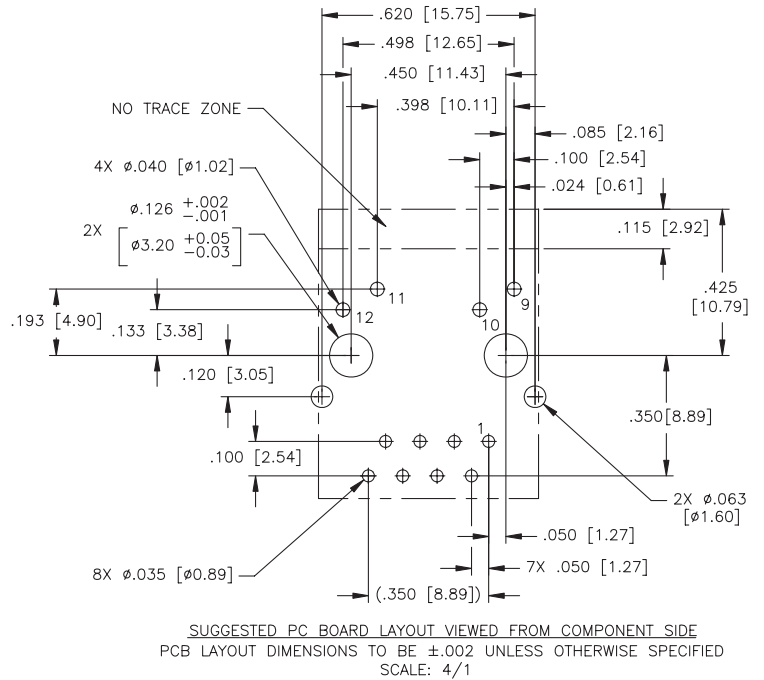 .620 [15.75]
.498 [12.65]
.450 [11.43]
.398 [10.11]
NO TRACE ZONE
.085 [2.16]
4X ø.040 [ø1.02]
.100 [2.54]
.024 [0.61]
ø.126 +.002
-.001
2X
ø3.20 +0.05
-0.03
.115 [2.92]
.425
[10.79]
11
9
12
10
.193 [4.90]
.133 [3.38]
.120 [3.05]
.350[8.89]
1
.100 [2.54]
2X ø.063
[ø1.60]
.050 [1.27]
8X ø.035 [ø0.89]
7X .050 [1.27]
(.350 [8.89])
SUGGESTED PC BOARD LAYOUT VIEWED FROM COMPONENT SIDE
PCB LAYOUT DIMENSIONS TO BE ±.002 UNLESS OTHERWISE SPECIFIED
SCALE: 4/1